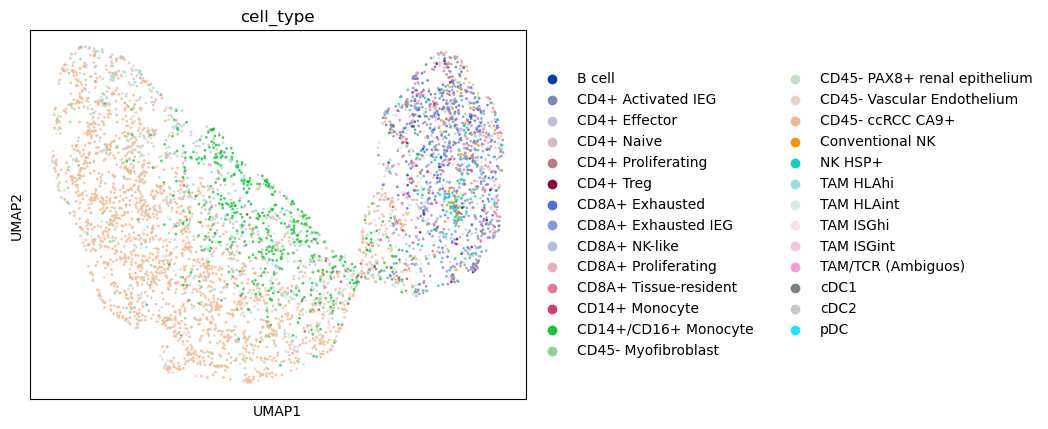 cell_type
UMAP2
UMAP1
B cell
CD4+ Activated IEG
CD4+ Effector
CD4+ Naive
CD4+ Proliferating
CD4+ Treg
CD8A+ Exhausted
CD8A+ Exhausted IEG
CD8A+ NK-like
CD8A+ Proliferating
CD8A+ Tissue-resident
CD14+ Monocyte
CD14+/CD16+ Monocyte
CD45- Myofibroblast
CD45- PAX8+ renal epithelium
CD45- Vascular Endothelium
CD45- ccRCC CA9+
Conventional NK
NK HSP+
TAM HLAhi
TAM HLAint
TAM ISGhi
TAM ISGint
TAM/TCR (Ambiguos)
cDC1
cDC2
pDC